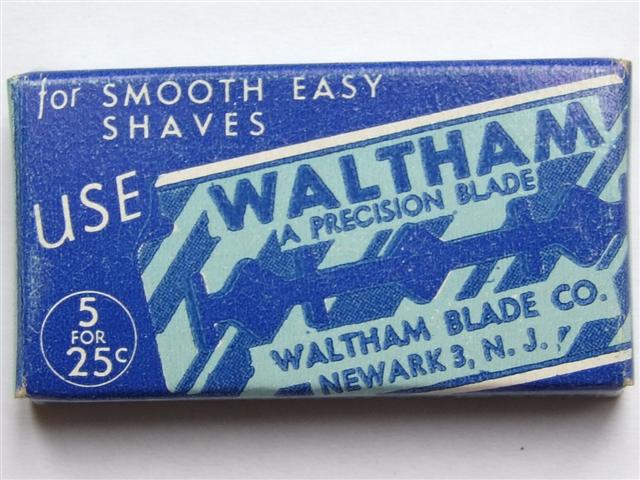 for SMOOTH EASY
SHAVES
USE
WALTHAM
A PRECISION BLADE
WALTHAM BLADE CO.
NEWARK 3, N. J.
5
FOR
25c